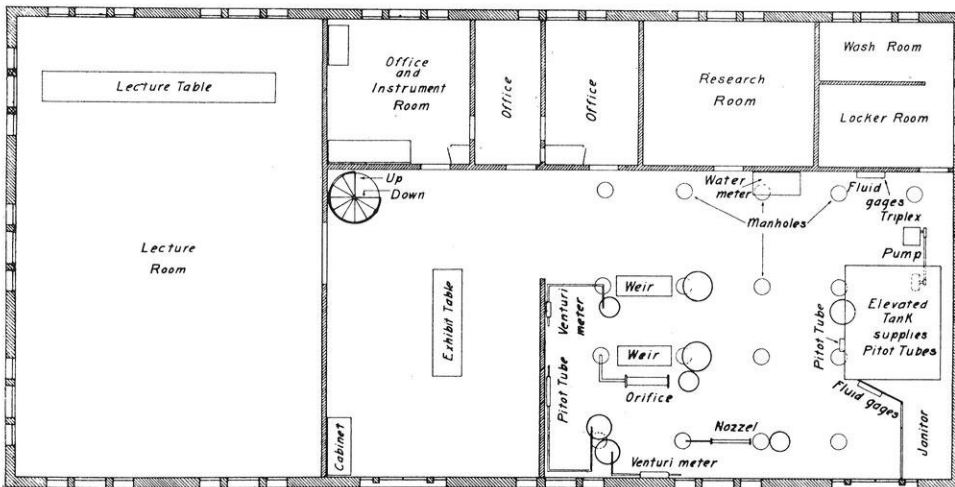 Lecture Table
Lecture
Room
Office
and
Instrument
Room
Office
Office
Research
Room
Wash Room
Locker Room
Up
Down
Water
meter
Manholes
Fluid
gages
Triplex
Pump
Elevated
Tank
supplies
Pitot Tubes
Exhibit Table
Cabinet
Venturi
meter
Weir
Pitot Tube
Weir
Orifice
Pitot Tube
Fluid gages
Nozzel
Venturi meter
Janitor